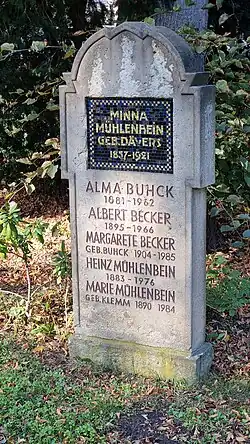 MINNA
MÜHLENBEIN
GEB.DÄVERS
1837-1921
ALMA BUHCK
1881-1962
ALBERT BECKER
1895-1966
MARGARETE BECKER
GEB.BUHCK 1904-1985
HEINZ MÜHLENBEIN
1883-1976
MARIE MÜHLENBEIN
GEB.KLEMM 1890 1984